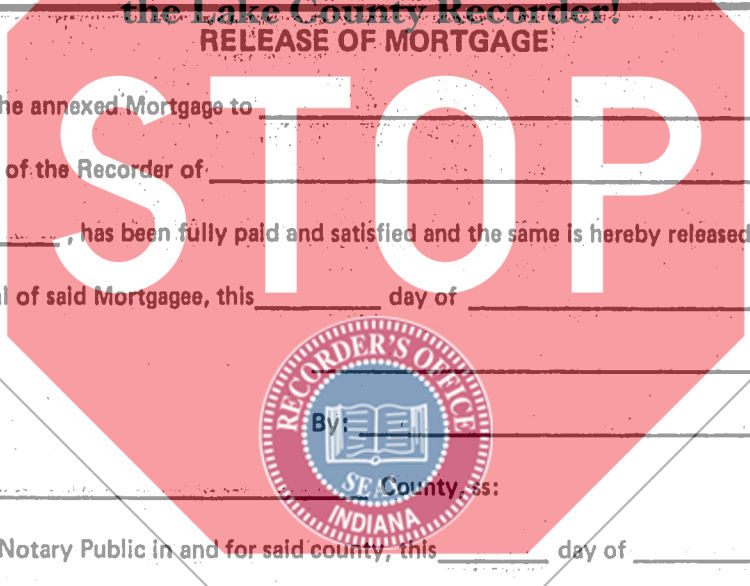 the Lake County Recorder!
RELEASE OF MORTGAGE
STOP
he annexed Mortgage to
of the Recorder of
, has been fully paid and satisfied and the same is hereby released
l of said Mortgagee, this day of
RECORDER'S OFFICE
By:
SEAL
County, ss:
INDIANA
Notary Public in and for said county, this day of